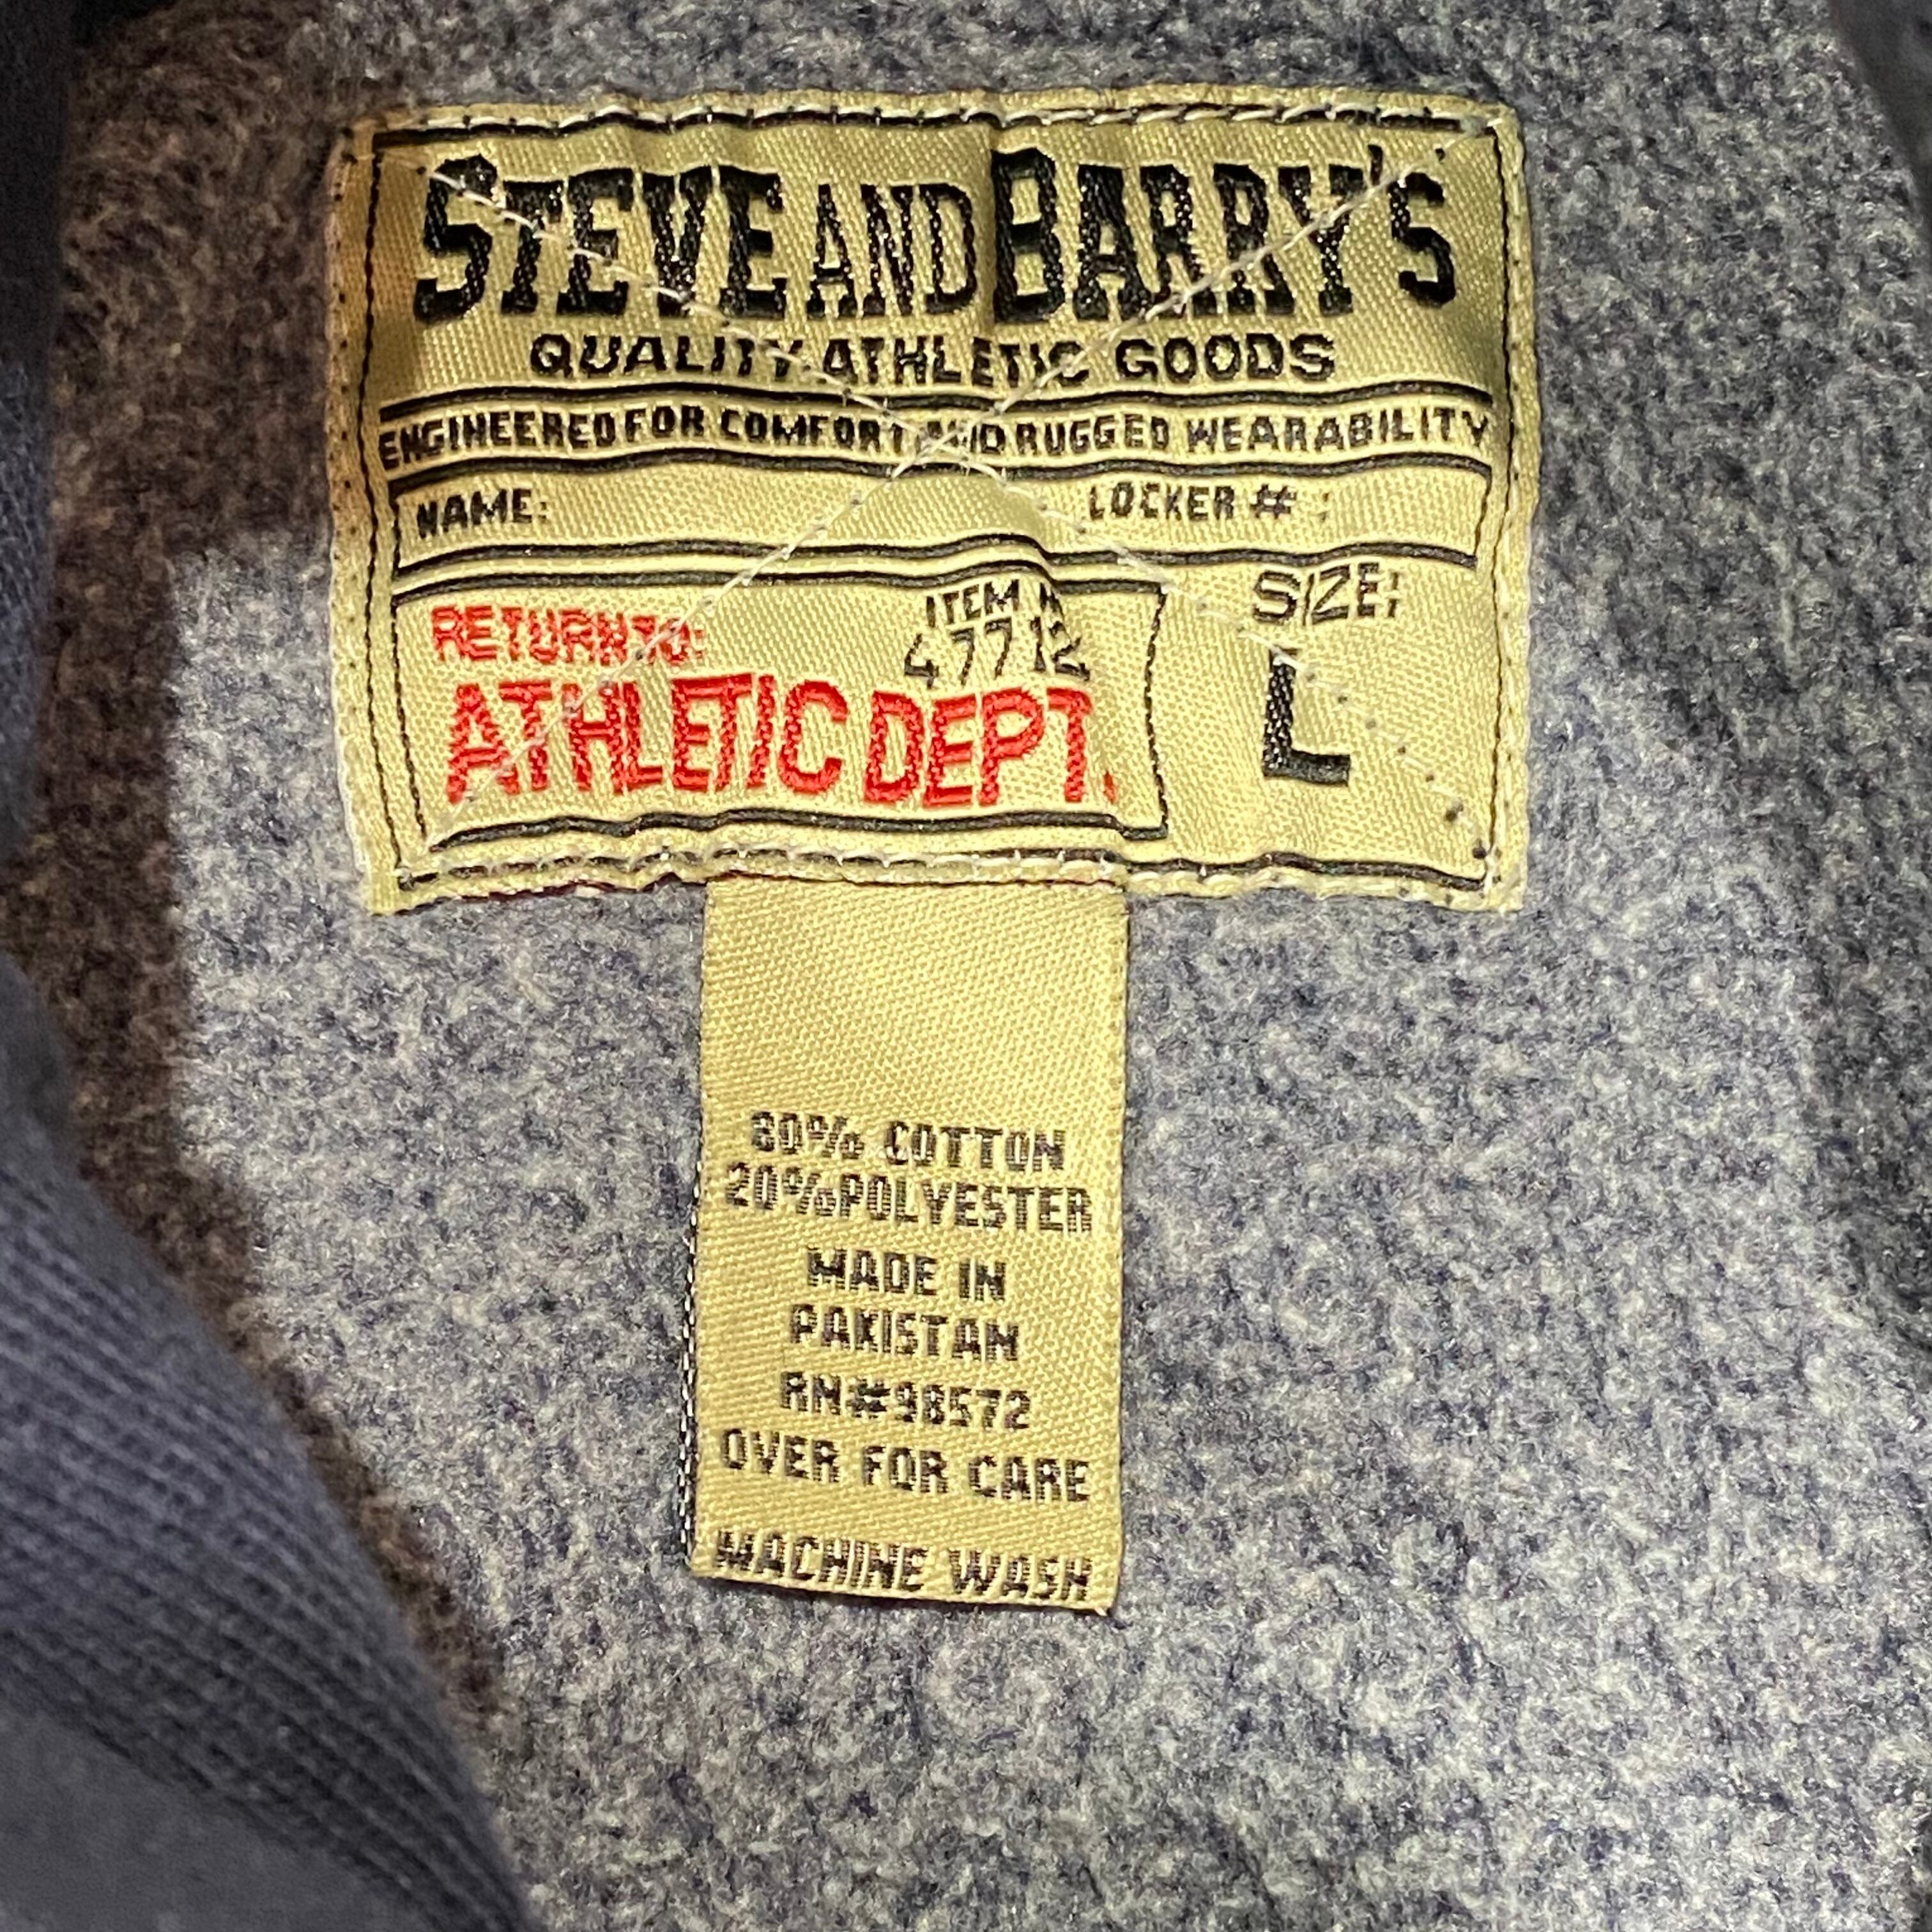 STEVE AND BARRY'S
QUALITY ATHLETIC GOODS
ENGINEERED FOR COMFORT AND RUGGED WEARABILITY
NAME: LOCKER # :
RETURN TO: ITEM # SIZE:
47712
ATHLETIC DEPT. L
80% COTTON
20% POLYESTER
MADE IN
PAKISTAN
RN#98572
OVER FOR CARE
MACHINE WASH